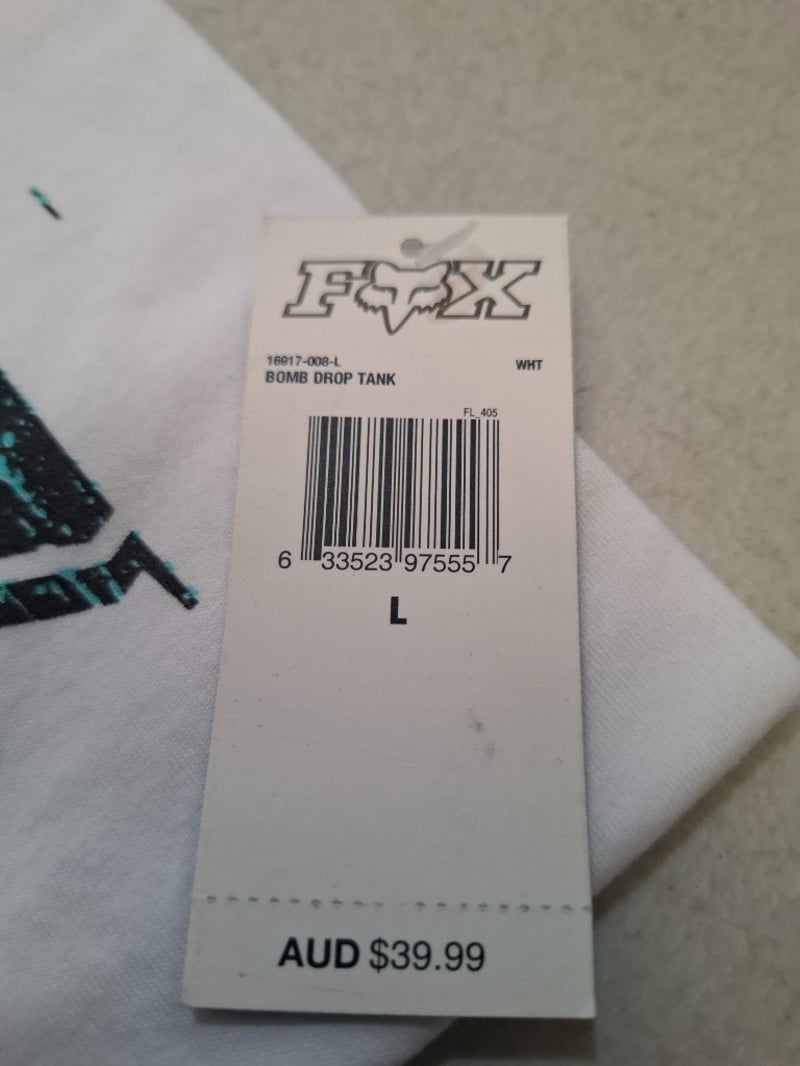 FOX
16917-008-L
WHT
BOMB DROP TANK
FL_405
6 33523 97555 7
L
AUD $39.99